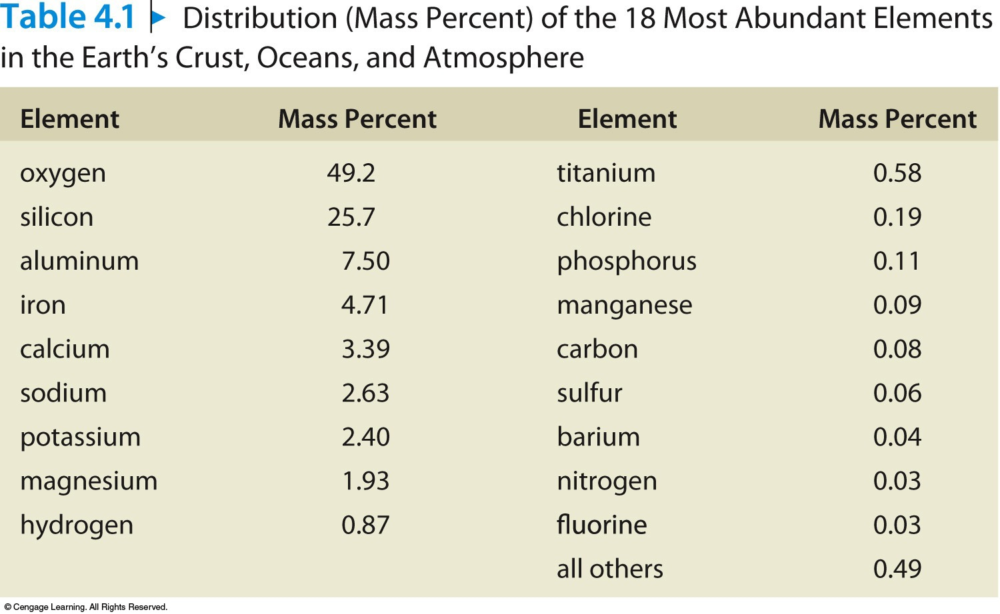 Table 4.1 ▶ Distribution (Mass Percent) of the 18 Most Abundant Elements
in the Earth’s Crust, Oceans, and Atmosphere
Element Mass Percent Element Mass Percent
oxygen 49.2 titanium 0.58
silicon 25.7 chlorine 0.19
aluminum 7.50 phosphorus 0.11
iron 4.71 manganese 0.09
calcium 3.39 carbon 0.08
sodium 2.63 sulfur 0.06
potassium 2.40 barium 0.04
magnesium 1.93 nitrogen 0.03
hydrogen 0.87 fluorine 0.03
all others 0.49
© Cengage Learning. All Rights Reserved.